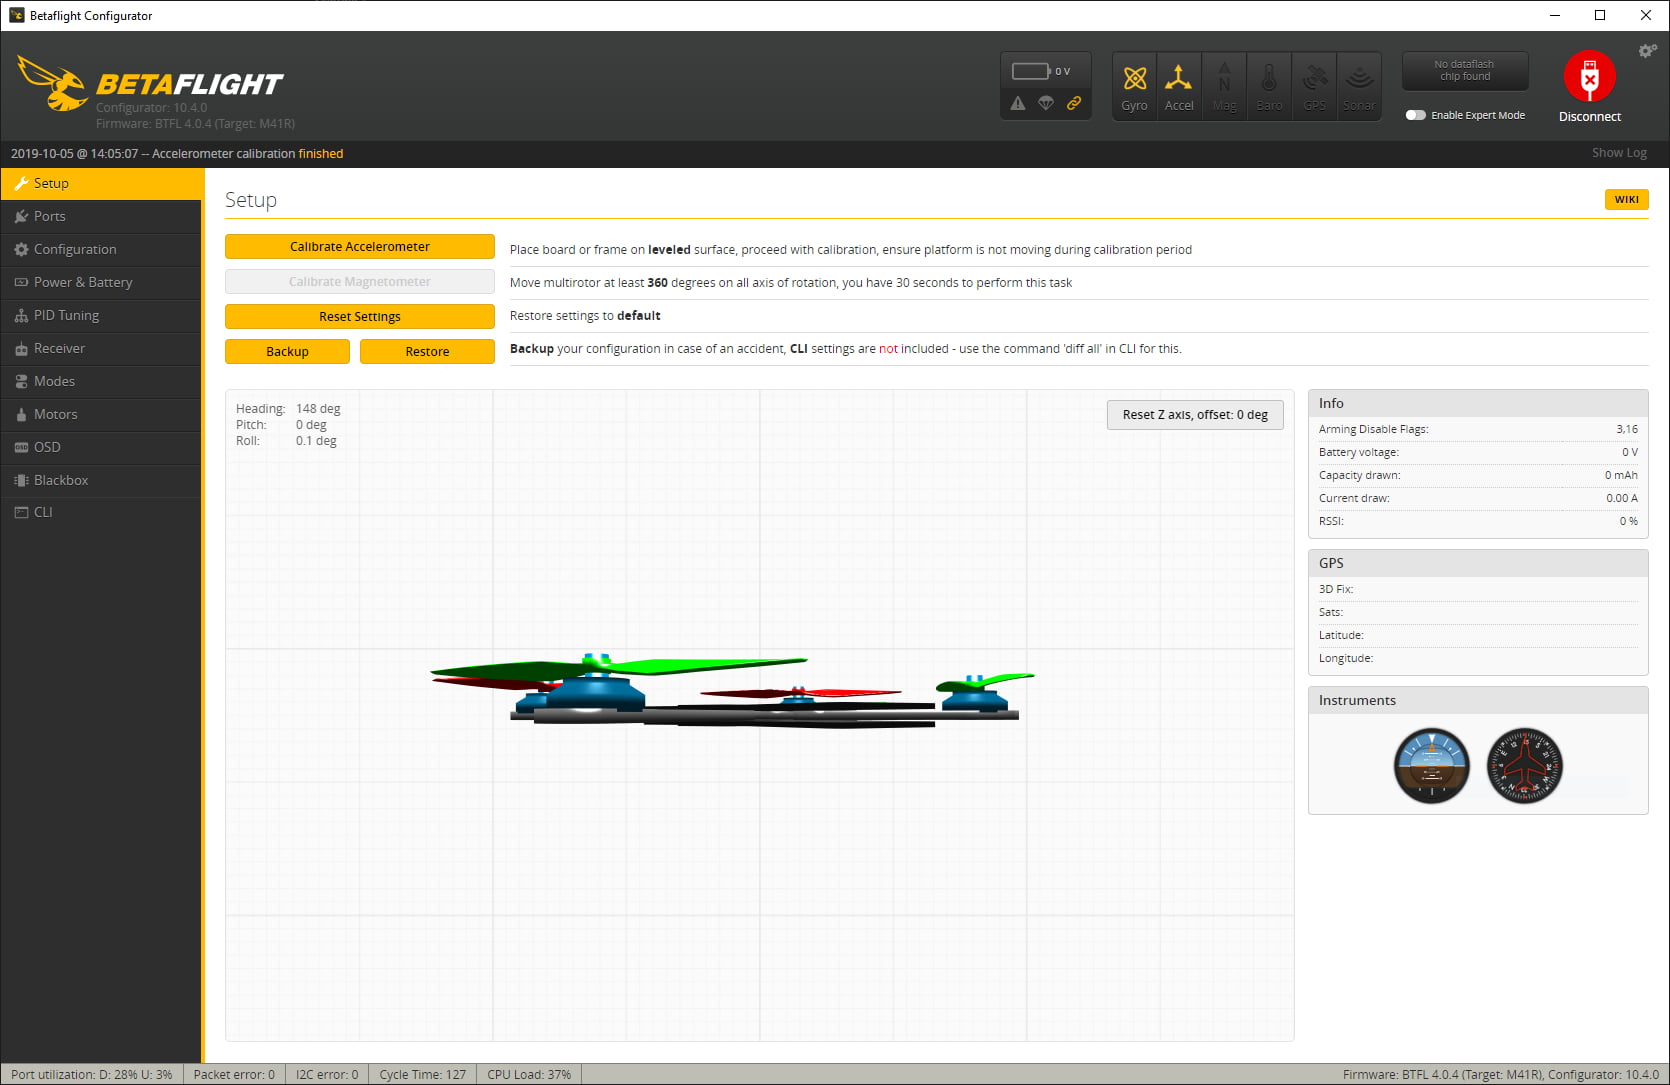 Betaflight Configurator
BETAFLIGHT
Configurator: 10.4.0
Firmware: BTFL 4.0.4 (Target: M41R)
0 V
Gyro
Accel
Mag
Baro
GPS
Sonar
No dataflash
chip found
Enable Expert Mode
Disconnect
2019-10-05 @ 14:05:07 -- Accelerometer calibration finished
Show Log
Setup
Ports
Configuration
Power & Battery
PID Tuning
Receiver
Modes
Motors
OSD
Blackbox
CLI
Setup
WIKI
Calibrate Accelerometer
Place board or frame on leveled surface, proceed with calibration, ensure platform is not moving during calibration period
Calibrate Magnetometer
Move multirotor at least 360 degrees on all axis of rotation, you have 30 seconds to perform this task
Reset Settings
Restore settings to default
Backup
Restore
Backup your configuration in case of an accident, CLI settings are not included - use the command 'diff all' in CLI for this.
Heading: 148 deg
Pitch: 0 deg
Roll: 0.1 deg
Reset Z axis, offset: 0 deg
Info
Arming Disable Flags: 3,16
Battery voltage: 0 V
Capacity drawn: 0 mAh
Current draw: 0.00 A
RSSI: 0 %
GPS
3D Fix:
Sats:
Latitude:
Longitude:
Instruments
Port utilization: D: 28% U: 3%
Packet error: 0
I2C error: 0
Cycle Time: 127
CPU Load: 37%
Firmware: BTFL 4.0.4 (Target: M41R), Configurator: 10.4.0